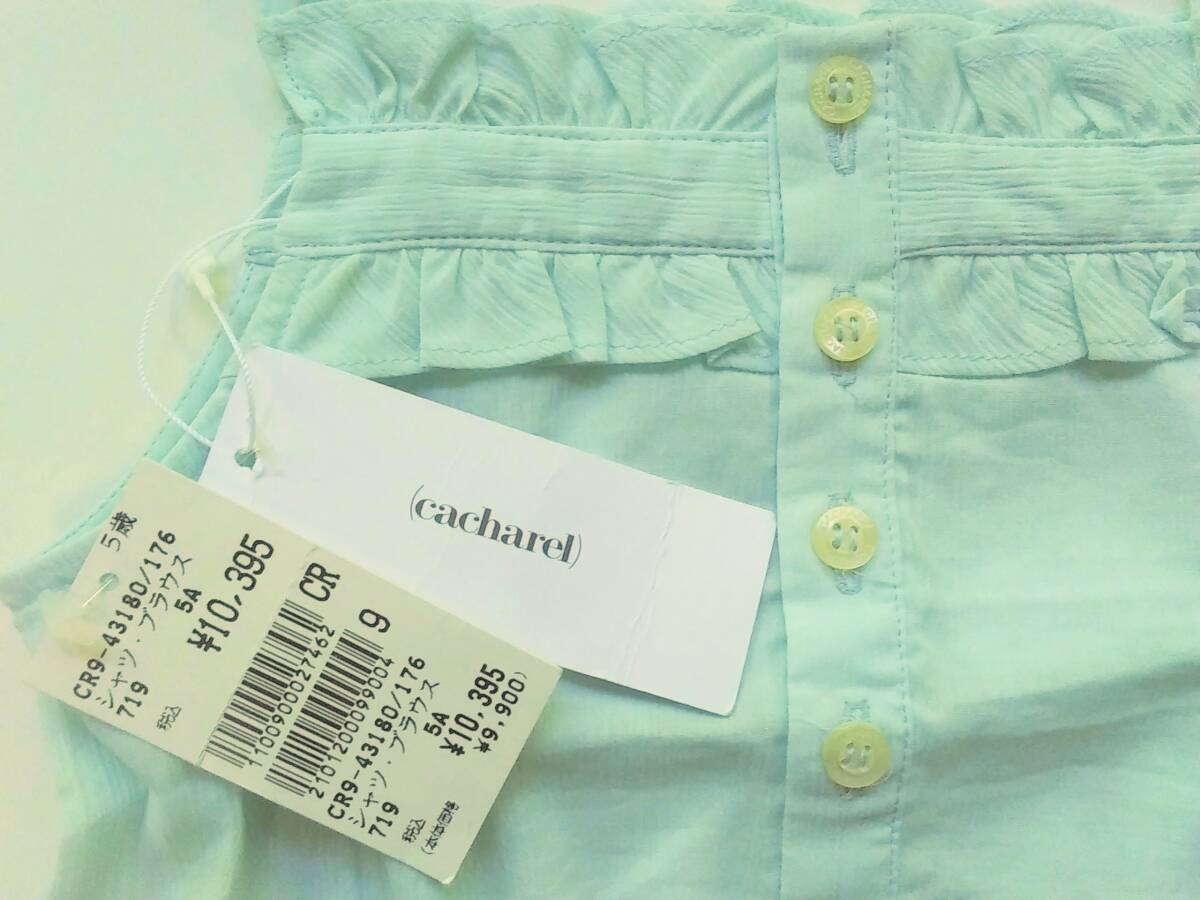 (cacharel)
5歳
CR9-43180/176
シャツ・ブラウス
5A
719
¥10,395
税込
CR
1100900027462
9
2101200099004
CR9-43180/176
シャツ・ブラウス
5A
719
¥10,395
税込
¥9,900)
(本体価格